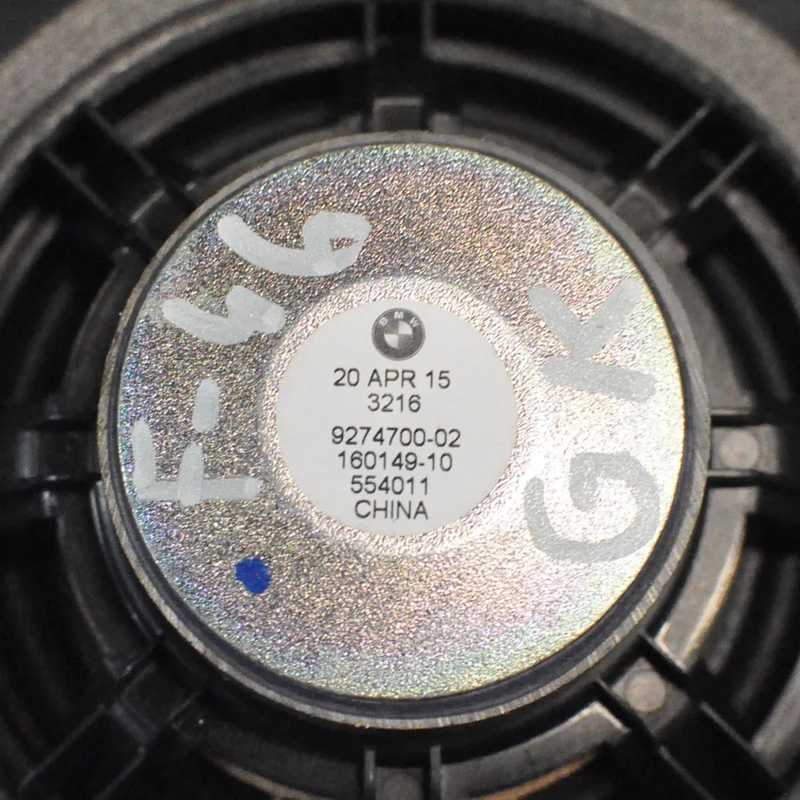 BMW
20 APR 15
3216
9274700-02
160149-10
554011
CHINA
F-46
GK